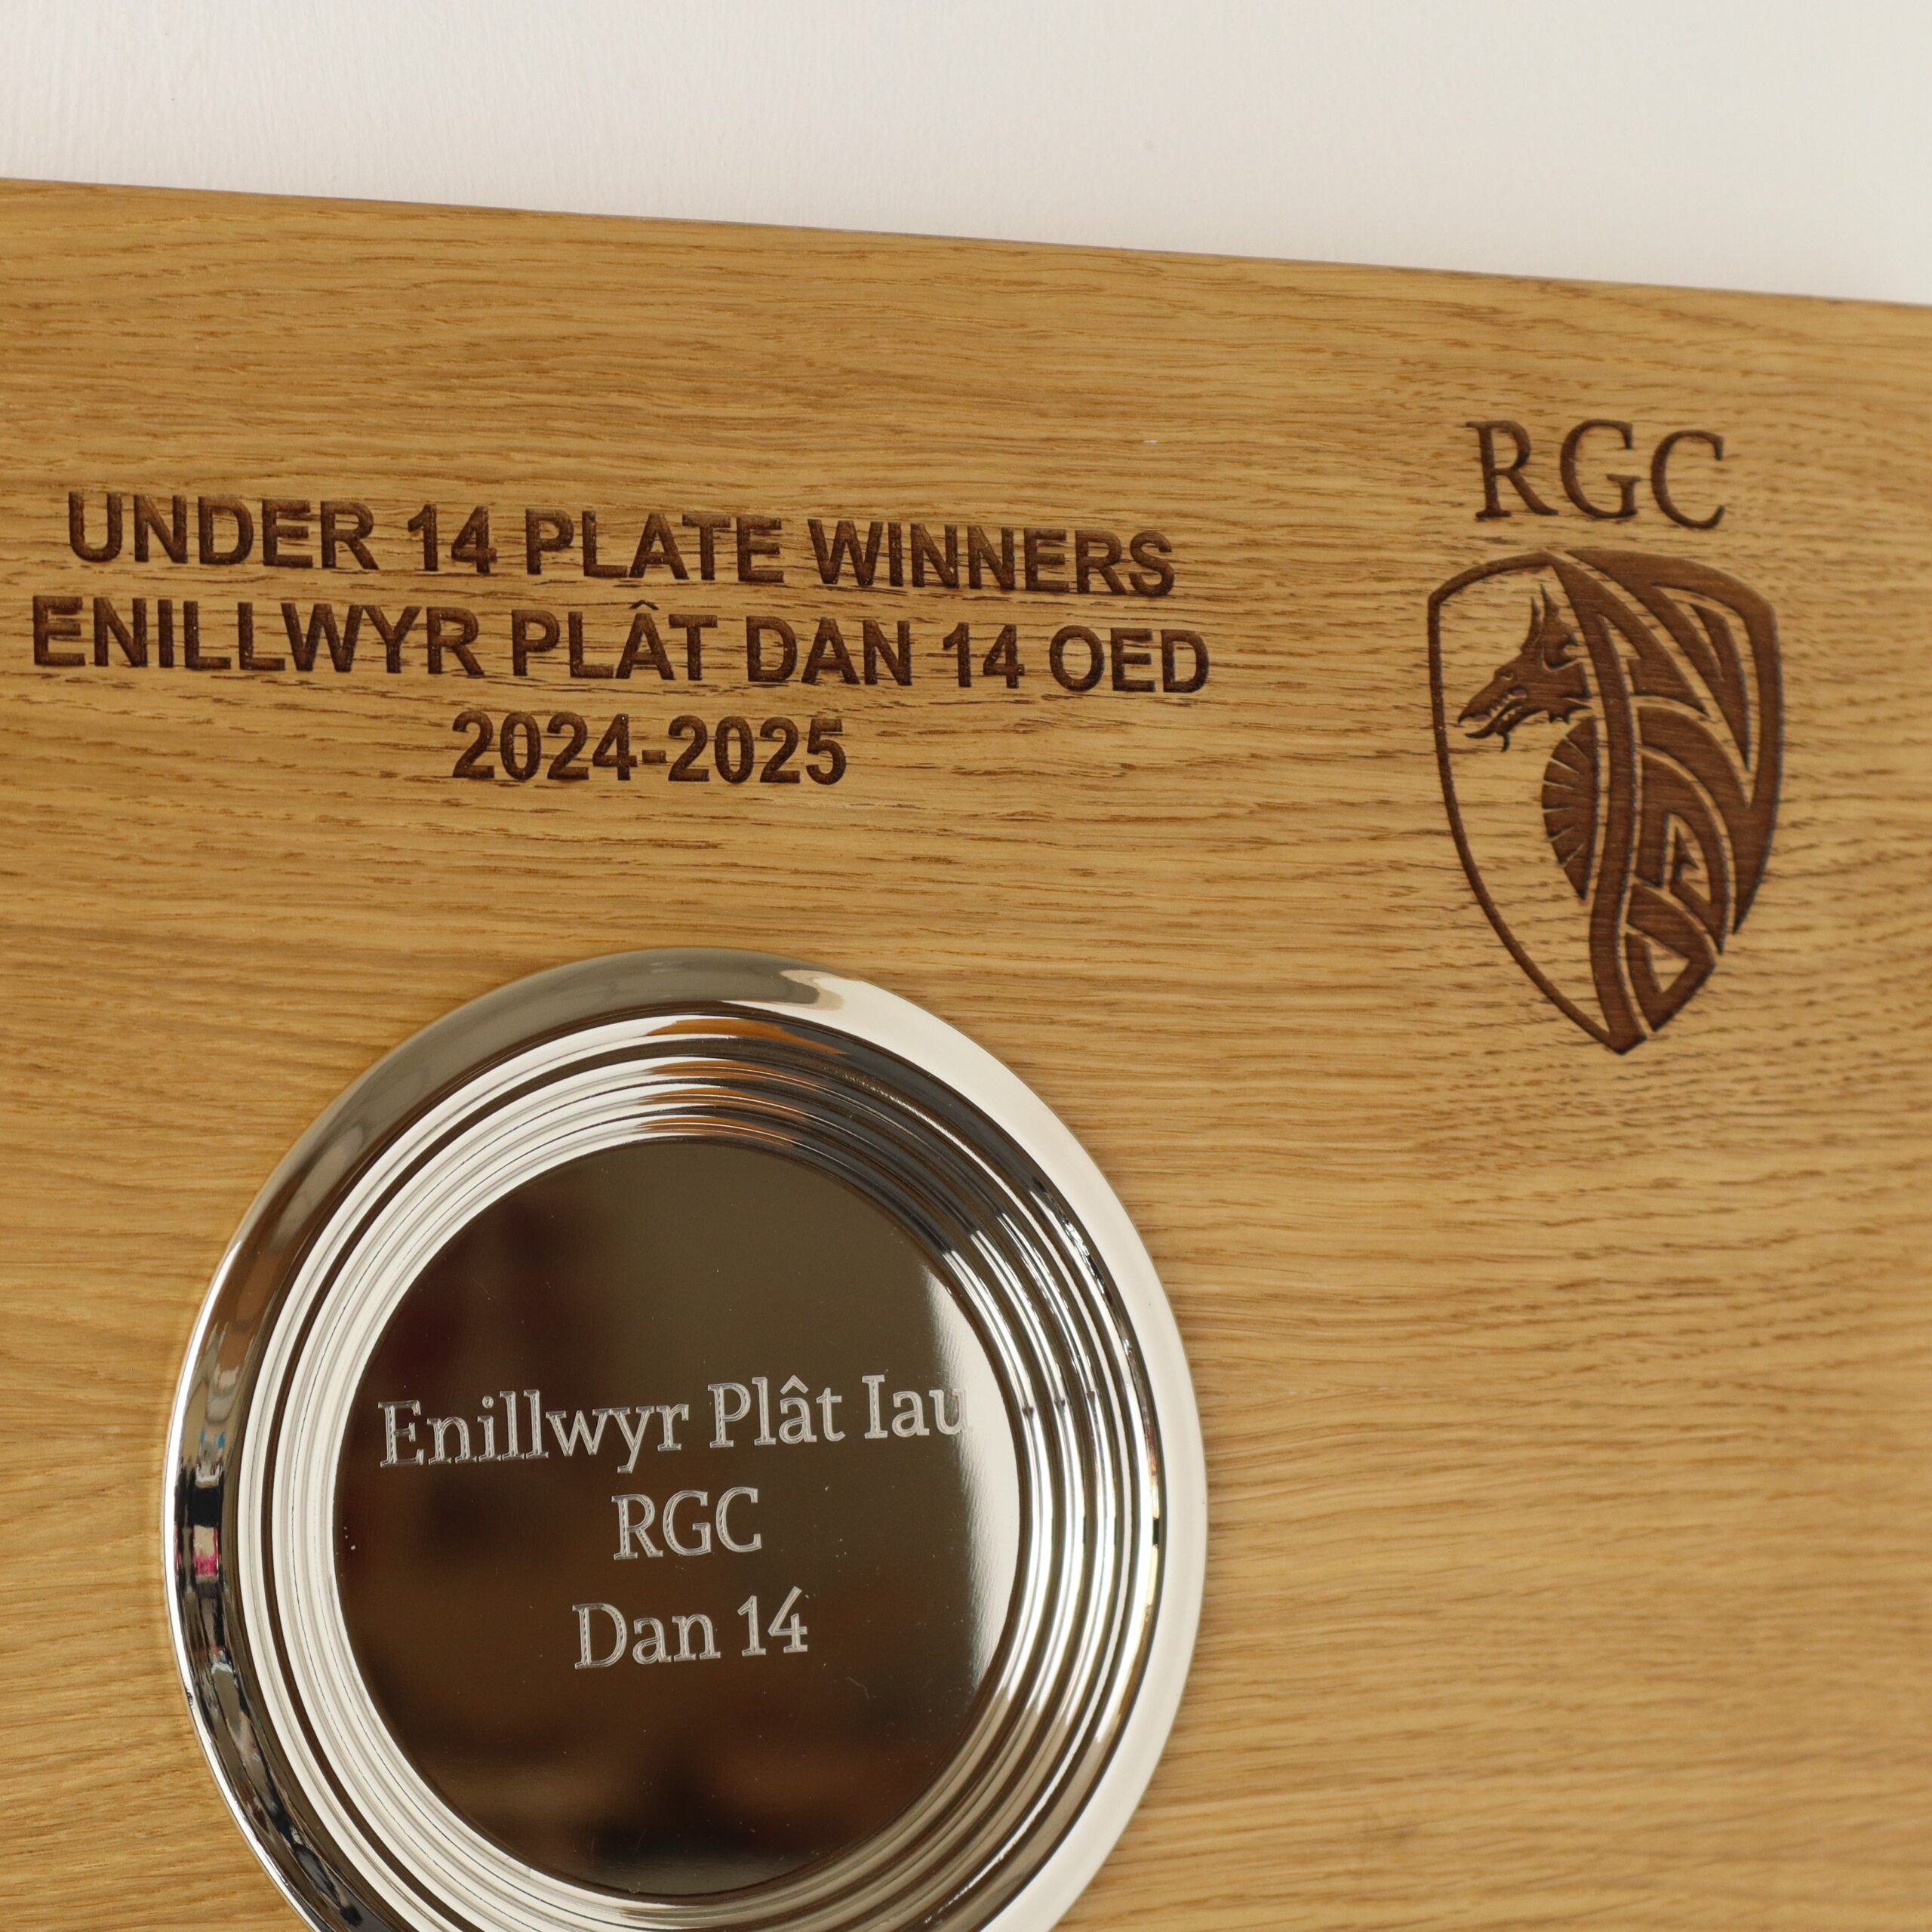 UNDER 14 PLATE WINNERS
ENILLWYR PLÂT DAN 14 OED
2024-2025
RGC
Enillwyr Plât Iau
RGC
Dan 14